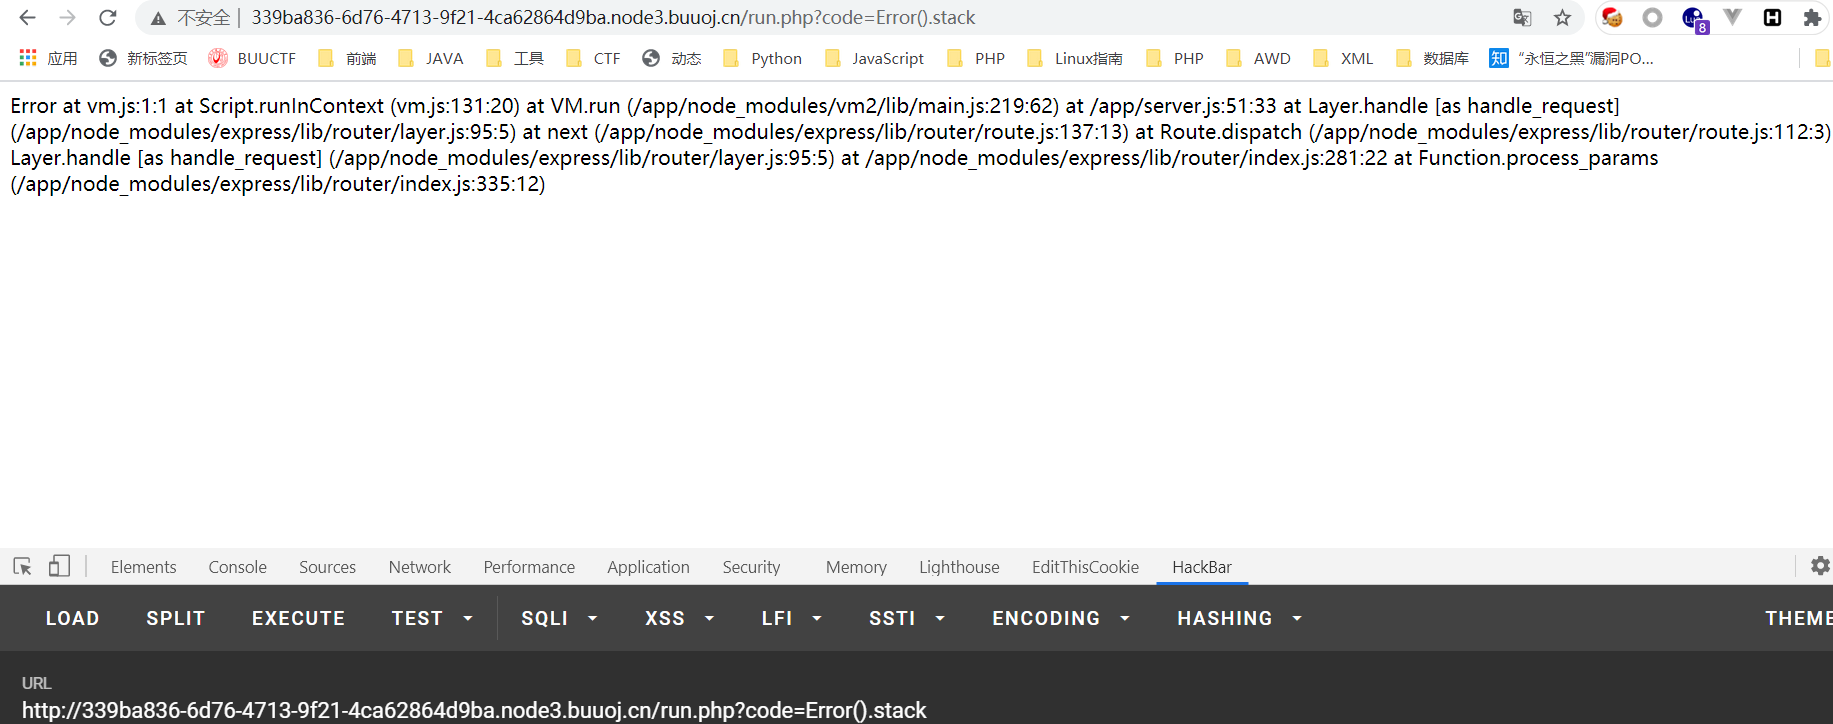 不安全 | 339ba836-6d76-4713-9f21-4ca62864d9ba.node3.buuoj.cn/run.php?code=Error().stack
8
应用 新标签页 BUUCTF 前端 JAVA 工具 CTF 动态 Python JavaScript PHP Linux指南 PHP AWD XML 数据库 知 “永恒之黑”漏洞PO...
Error at vm.js:1:1 at Script.runInContext (vm.js:131:20) at VM.run (/app/node_modules/vm2/lib/main.js:219:62) at /app/server.js:51:33 at Layer.handle [as handle_request]
(/app/node_modules/express/lib/router/layer.js:95:5) at next (/app/node_modules/express/lib/router/route.js:137:13) at Route.dispatch (/app/node_modules/express/lib/router/route.js:112:3)
Layer.handle [as handle_request] (/app/node_modules/express/lib/router/layer.js:95:5) at /app/node_modules/express/lib/router/index.js:281:22 at Function.process_params
(/app/node_modules/express/lib/router/index.js:335:12)
Elements Console Sources Network Performance Application Security Memory Lighthouse EditThisCookie HackBar
LOAD SPLIT EXECUTE TEST SQLI XSS LFI SSTI ENCODING HASHING THEME
URL
http://339ba836-6d76-4713-9f21-4ca62864d9ba.node3.buuoj.cn/run.php?code=Error().stack